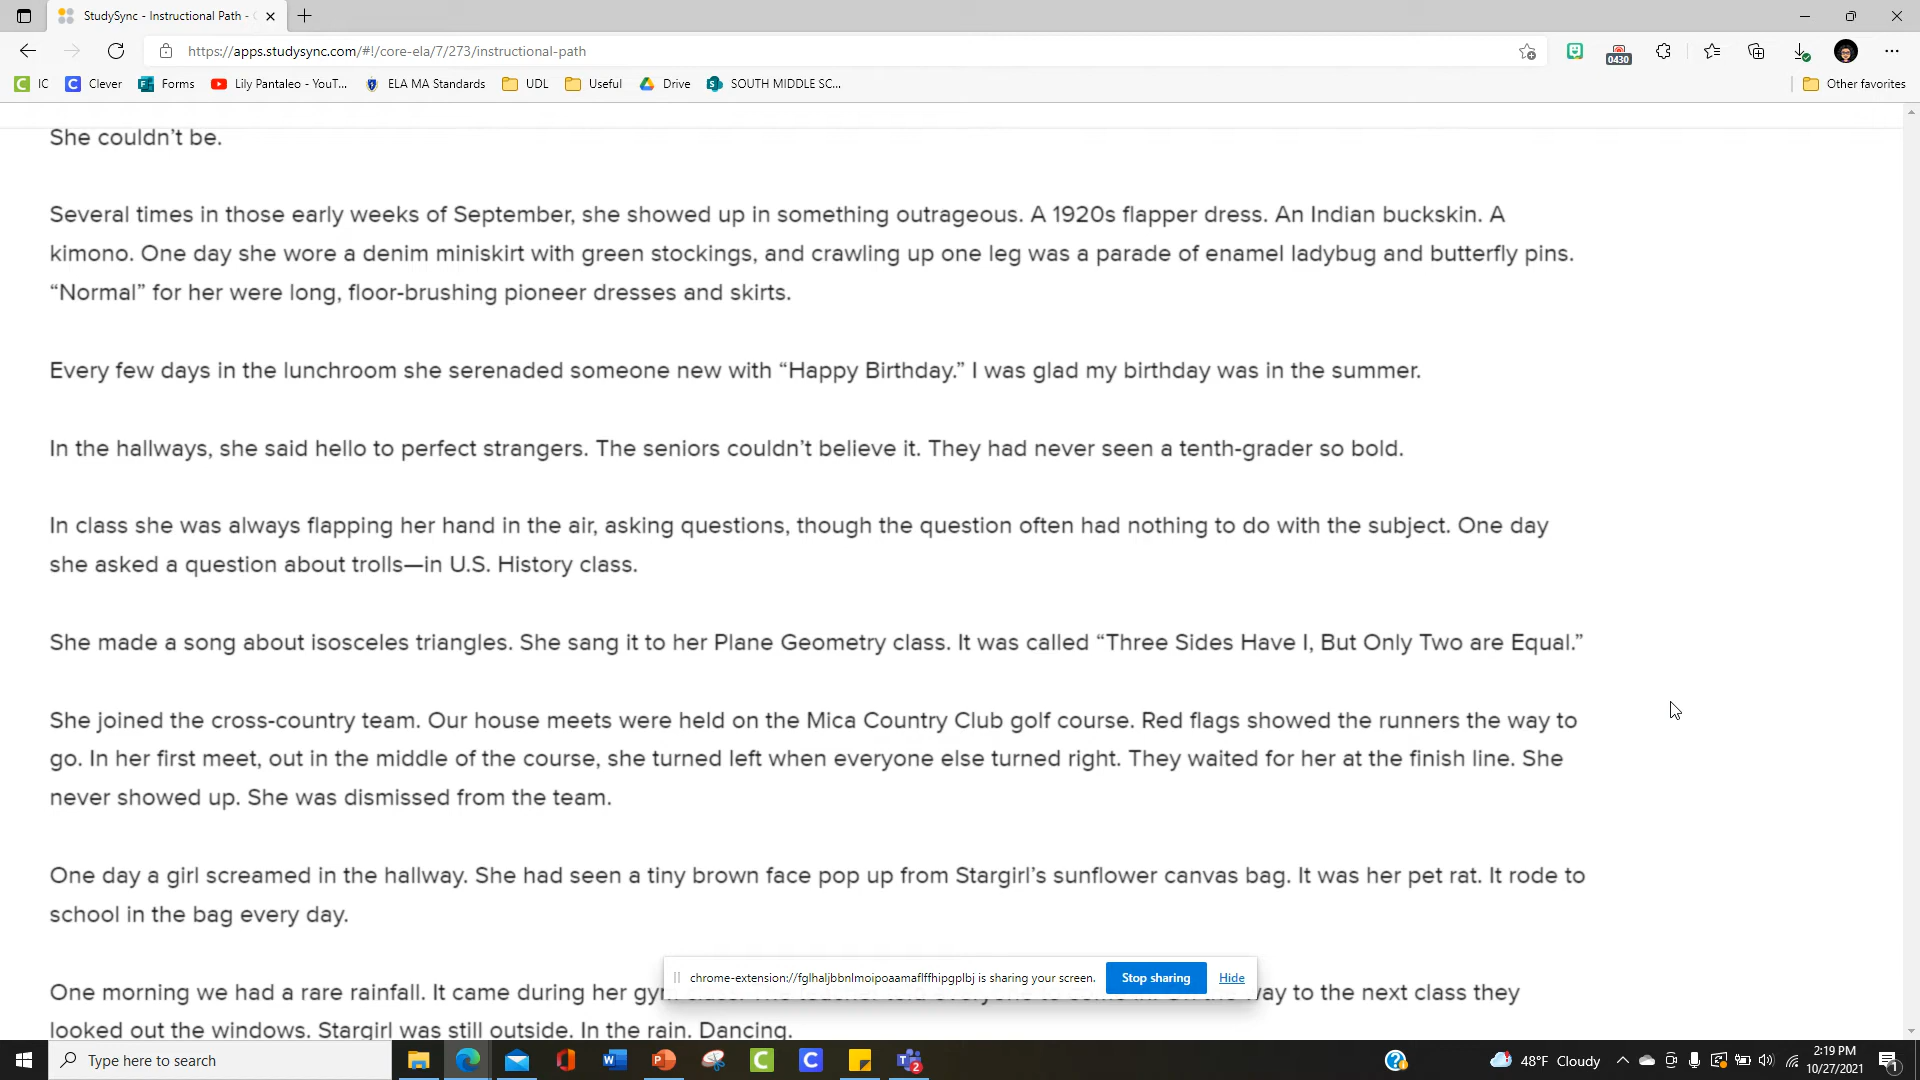 StudySync - Instructional Path -
https://apps.studysync.com/#!/core-ela/7/273/instructional-path
0430
IC
Clever
Forms
Lily Pantaleo - YouT...
ELA MA Standards
UDL
Useful
Drive
SOUTH MIDDLE SC...
Other favorites
She couldn’t be.
Several times in those early weeks of September, she showed up in something outrageous. A 1920s flapper dress. An Indian buckskin. A
kimono. One day she wore a denim miniskirt with green stockings, and crawling up one leg was a parade of enamel ladybug and butterfly pins.
“Normal” for her were long, floor-brushing pioneer dresses and skirts.
Every few days in the lunchroom she serenaded someone new with “Happy Birthday.” I was glad my birthday was in the summer.
In the hallways, she said hello to perfect strangers. The seniors couldn’t believe it. They had never seen a tenth-grader so bold.
In class she was always flapping her hand in the air, asking questions, though the question often had nothing to do with the subject. One day
she asked a question about trolls—in U.S. History class.
She made a song about isosceles triangles. She sang it to her Plane Geometry class. It was called “Three Sides Have I, But Only Two are Equal.”
She joined the cross-country team. Our house meets were held on the Mica Country Club golf course. Red flags showed the runners the way to
go. In her first meet, out in the middle of the course, she turned left when everyone else turned right. They waited for her at the finish line. She
never showed up. She was dismissed from the team.
One day a girl screamed in the hallway. She had seen a tiny brown face pop up from Stargirl’s sunflower canvas bag. It was her pet rat. It rode to
school in the bag every day.
chrome-extension://fglhaljbbnlmoipoaamaflffhipgplbj is sharing your screen.
Stop sharing
Hide
One morning we had a rare rainfall. It came during her to the next class they
looked out the windows. Stargirl was still outside. In the rain. Dancing.
Type here to search
2
48°F Cloudy
2:19 PM
10/27/2021
1